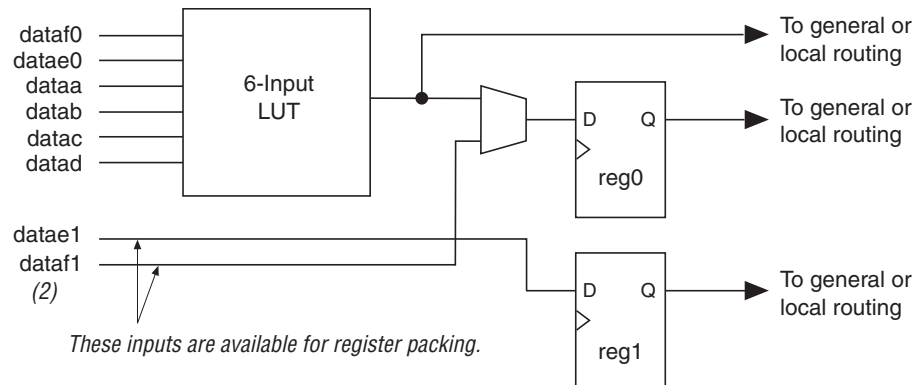 dataf0
datae0
dataa
datab
datac
datad
6-Input
LUT
To general or
local routing
D Q
reg0
To general or
local routing
datae1
dataf1
(2)
D Q
reg1
To general or
local routing
These inputs are available for register packing.